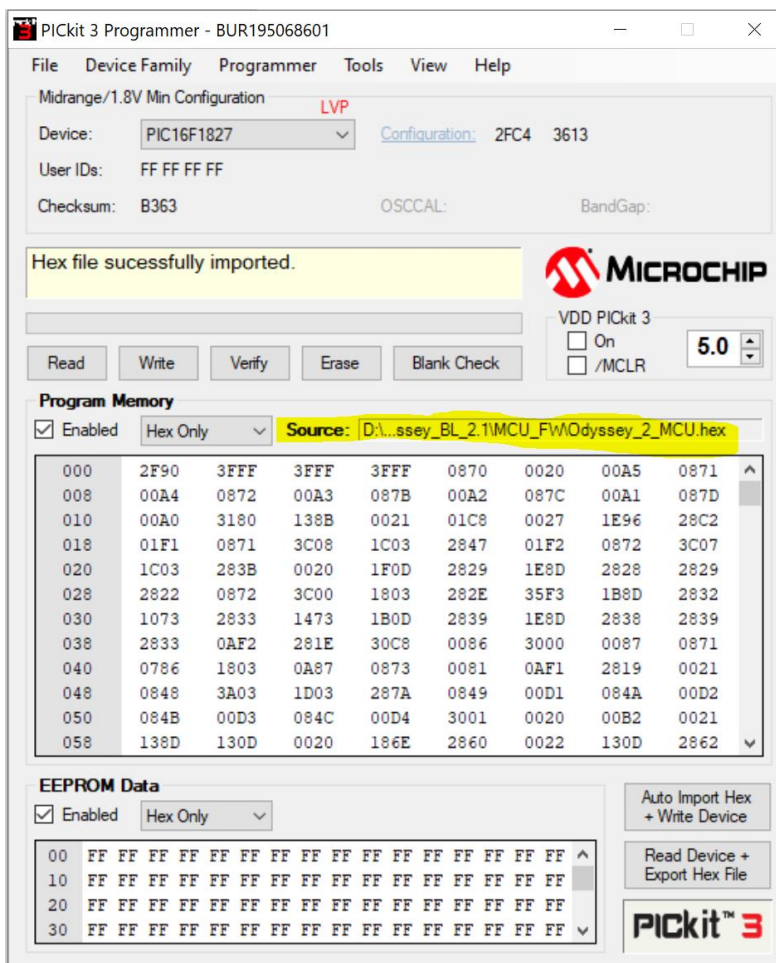 PICkit 3 Programmer - BUR195068601
File Device Family Programmer Tools View Help
Midrange/1.8V Min Configuration
LVP
Device: PIC16F1827 Configuration: 2FC4 3613
User IDs: FF FF FF FF
Checksum: B363 OSCCAL: BandGap:
Hex file sucessfully imported.
MICROCHIP
VDD PICkit 3
On
/MCLR
5.0
Read Write Verify Erase Blank Check
Program Memory
Enabled Hex Only Source: D:\...ssey_BL_2.1\MCU_FW\Odyssey_2_MCU.hex
000 2F90 3FFF 3FFF 3FFF 0870 0020 00A5 0871
008 00A4 0872 00A3 087B 00A2 087C 00A1 087D
010 00A0 3180 138B 0021 01C8 0027 1E96 28C2
018 01F1 0871 3C08 1C03 2847 01F2 0872 3C07
020 1C03 283B 0020 1F0D 2829 1E8D 2828 2829
028 2822 0872 3C00 1803 282E 35F3 1B8D 2832
030 1073 2833 1473 1B0D 2839 1E8D 2838 2839
038 2833 0AF2 281E 30C8 0086 3000 0087 0871
040 0786 1803 0A87 0873 0081 0AF1 2819 0021
048 0848 3A03 1D03 287A 0849 00D1 084A 00D2
050 084B 00D3 084C 00D4 3001 0020 00B2 0021
058 138D 130D 0020 186E 2860 0022 130D 2862
EEPROM Data
Enabled Hex Only
00 FF FF FF FF FF FF FF FF FF FF FF FF FF FF FF FF
10 FF FF FF FF FF FF FF FF FF FF FF FF FF FF FF FF
20 FF FF FF FF FF FF FF FF FF FF FF FF FF FF FF FF
30 FF FF FF FF FF FF FF FF FF FF FF FF FF FF FF FF
Auto Import Hex
+ Write Device
Read Device +
Export Hex File
PICkit™ 3